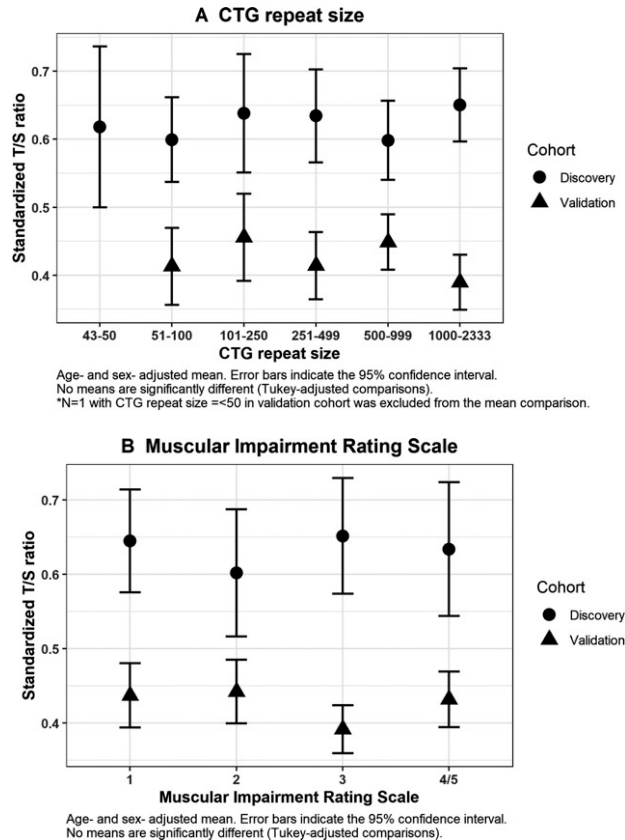 A CTG repeat size
0.7
0.6
0.5
0.4
Standardized T/S ratio
43-50 51-100 101-250 251-499 500-999 1000-2333
CTG repeat size
Cohort
Discovery
Validation
Age- and sex- adjusted mean. Error bars indicate the 95% confidence interval.
No means are significantly different (Tukey-adjusted comparisons).
*N=1 with CTG repeat size =<50 in validation cohort was excluded from the mean comparison.
B Muscular Impairment Rating Scale
0.7
0.6
0.5
0.4
Standardized T/S ratio
1 2 3 4/5
Muscular Impairment Rating Scale
Cohort
Discovery
Validation
Age- and sex- adjusted mean. Error bars indicate the 95% confidence interval.
No means are significantly different (Tukey-adjusted comparisons).